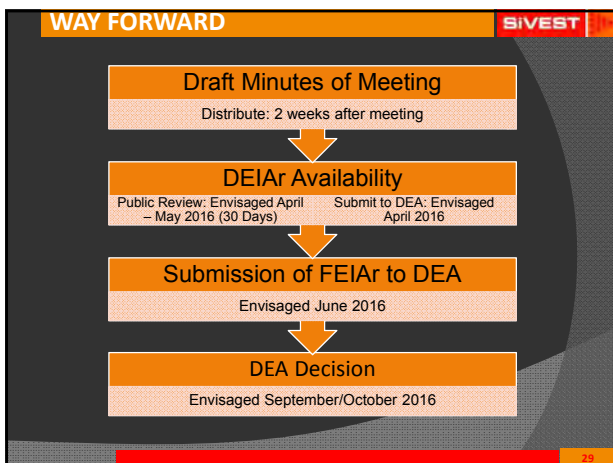 WAY FORWARD
SiVEST
Draft Minutes of Meeting
Distribute: 2 weeks after meeting
DEIAr Availability
Public Review: Envisaged April
– May 2016 (30 Days)
Submit to DEA: Envisaged
April 2016
Submission of FEIAr to DEA
Envisaged June 2016
DEA Decision
Envisaged September/October 2016
29